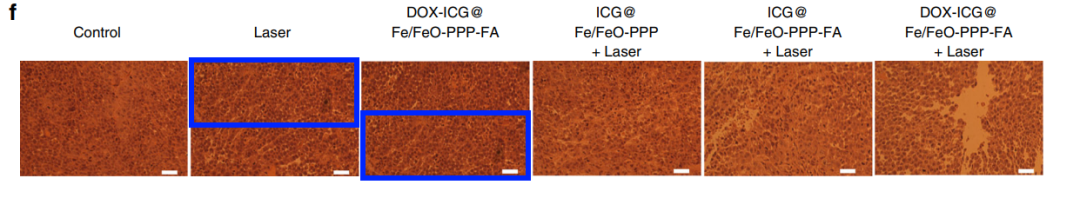 f
Control
Laser
DOX-ICG@
Fe/FeO-PPP-FA
ICG@
Fe/FeO-PPP
+ Laser
ICG@
Fe/FeO-PPP-FA
+ Laser
DOX-ICG@
Fe/FeO-PPP-FA
+ Laser